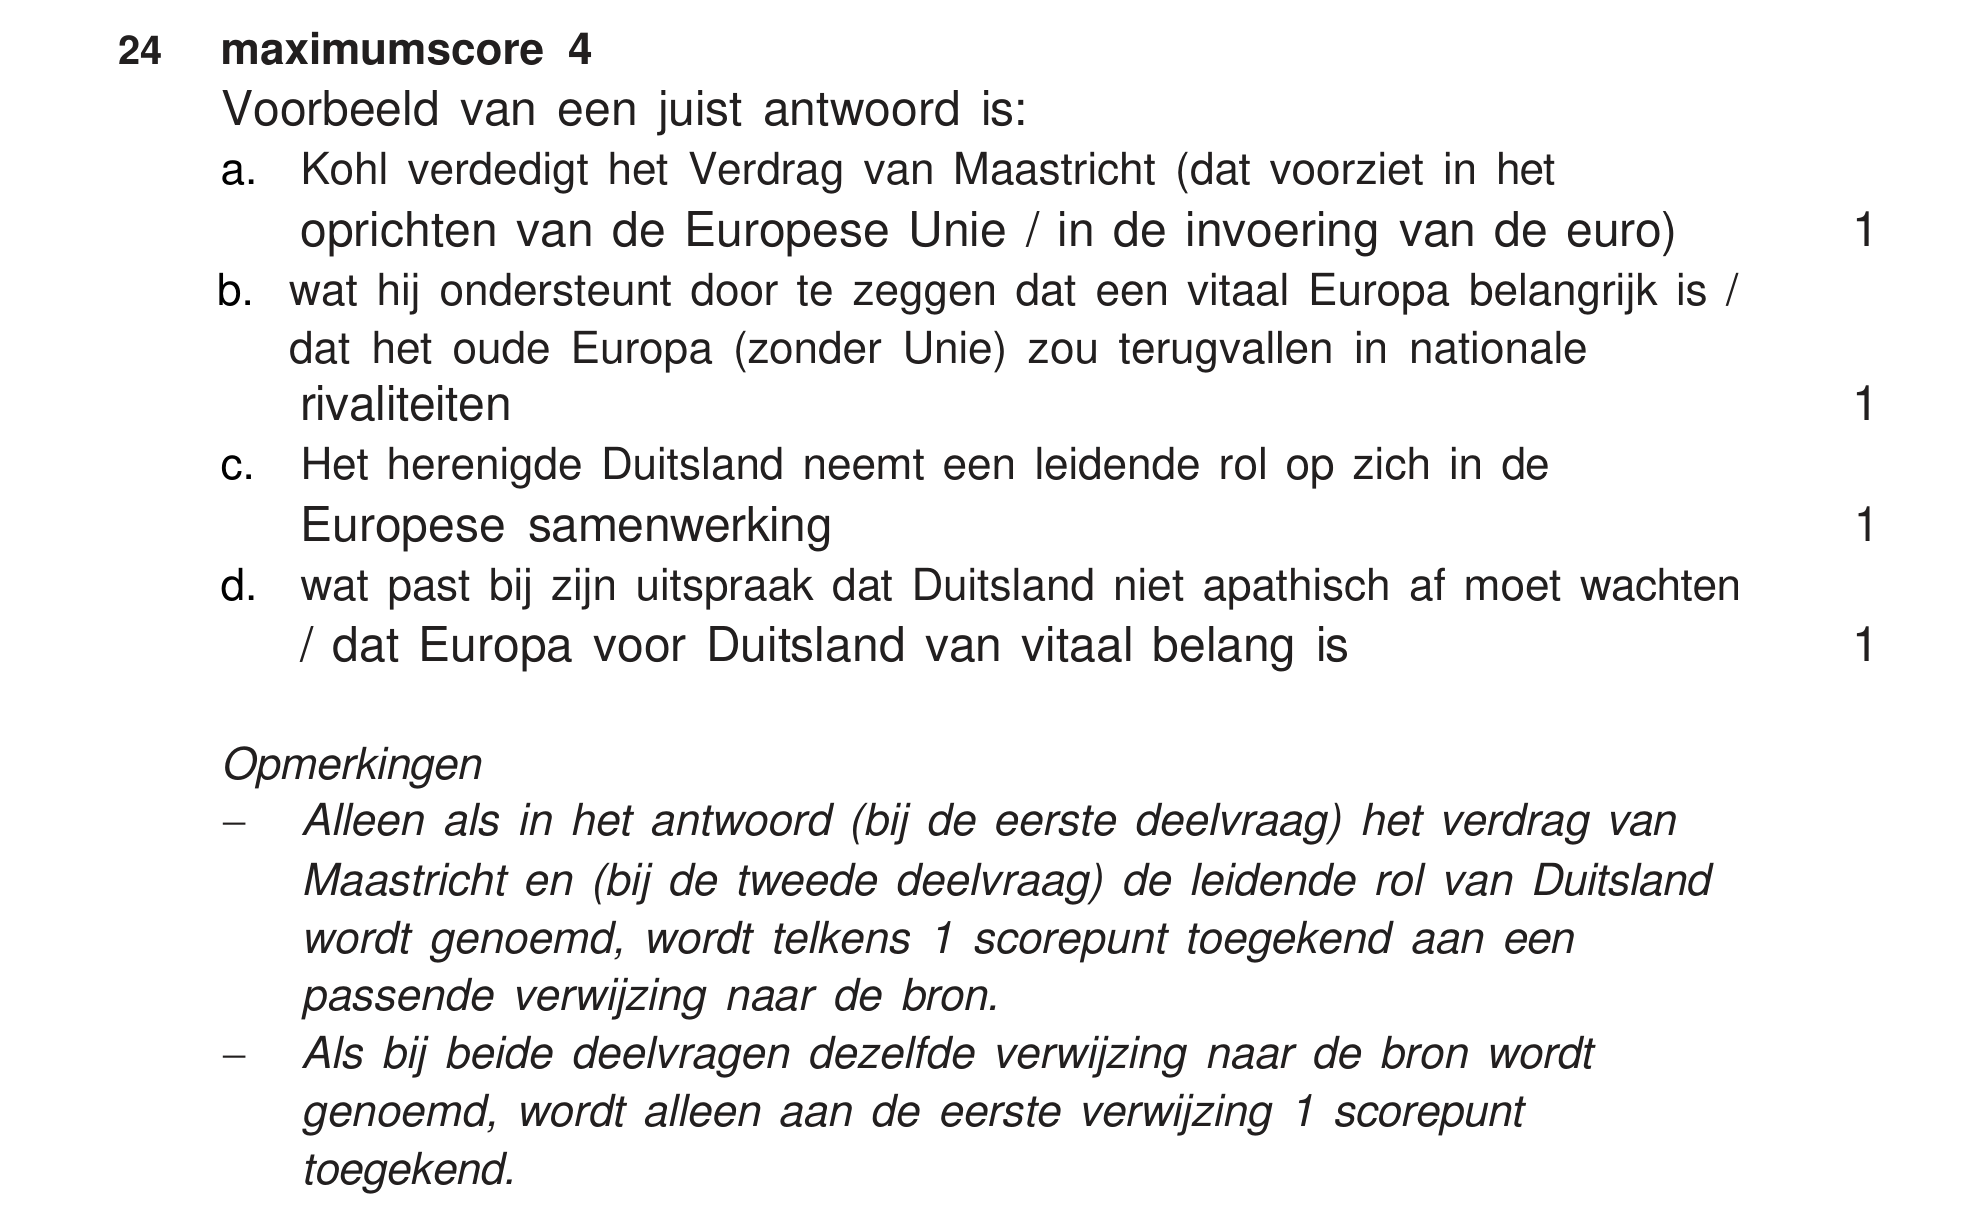 24 maximumscore 4
Voorbeeld van een juist antwoord is:
a. Kohl verdedigt het Verdrag van Maastricht (dat voorziet in het
oprichten van de Europese Unie / in de invoering van de euro) 1
b. wat hij ondersteunt door te zeggen dat een vitaal Europa belangrijk is /
dat het oude Europa (zonder Unie) zou terugvallen in nationale
rivaliteiten 1
c. Het herenigde Duitsland neemt een leidende rol op zich in de
Europese samenwerking 1
d. wat past bij zijn uitspraak dat Duitsland niet apathisch af moet wachten
/ dat Europa voor Duitsland van vitaal belang is 1
Opmerkingen
– Alleen als in het antwoord (bij de eerste deelvraag) het verdrag van
Maastricht en (bij de tweede deelvraag) de leidende rol van Duitsland
wordt genoemd, wordt telkens 1 scorepunt toegekend aan een
passende verwijzing naar de bron.
– Als bij beide deelvragen dezelfde verwijzing naar de bron wordt
genoemd, wordt alleen aan de eerste verwijzing 1 scorepunt
toegekend.